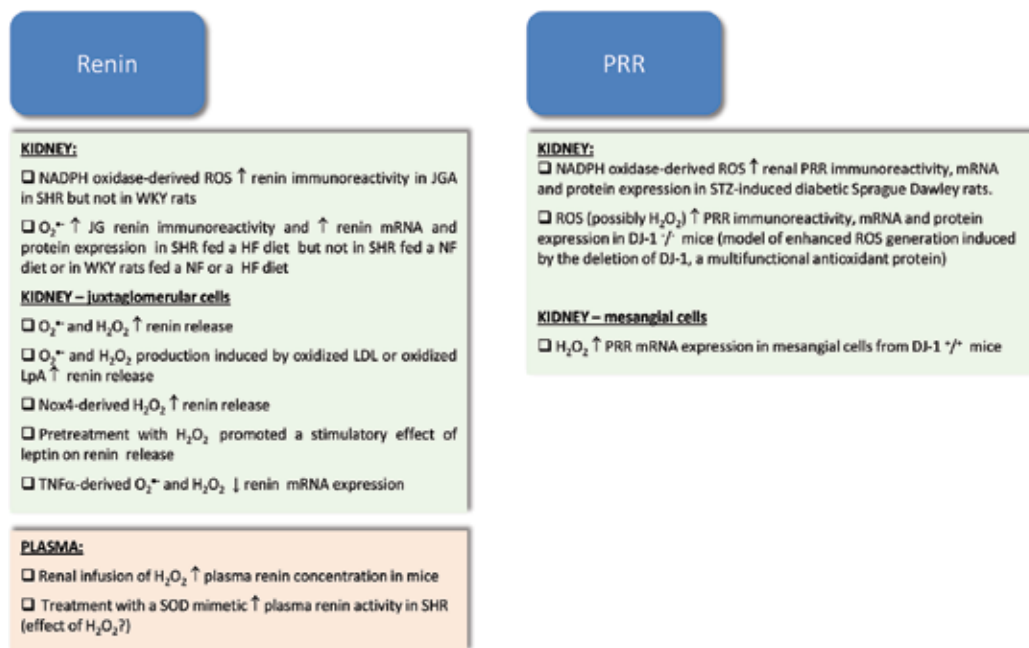 Renin
KIDNEY:
❑ NADPH oxidase-derived ROS ↑ renin immunoreactivity in JGA
in SHR but not in WKY rats
❑ O₂•⁻ ↑ JG renin immunoreactivity and ↑ renin mRNA and
protein expression in SHR fed a HF diet but not in SHR fed a NF
diet or in WKY rats fed a NF or a HF diet
KIDNEY – juxtaglomerular cells
❑ O₂•⁻ and H₂O₂ ↑ renin release
❑ O₂•⁻ and H₂O₂ production induced by oxidized LDL or oxidized
LpA ↑ renin release
❑ Nox4-derived H₂O₂ ↑ renin release
❑ Pretreatment with H₂O₂ promoted a stimulatory effect of
leptin on renin release
❑ TNFα-derived O₂•⁻ and H₂O₂ ↓ renin mRNA expression
PLASMA:
❑ Renal infusion of H₂O₂ ↑ plasma renin concentration in mice
❑ Treatment with a SOD mimetic ↑ plasma renin activity in SHR
(effect of H₂O₂?)
PRR
KIDNEY:
❑ NADPH oxidase-derived ROS ↑ renal PRR immunoreactivity, mRNA
and protein expression in STZ-induced diabetic Sprague Dawley rats.
❑ ROS (possibly H₂O₂) ↑ PRR immunoreactivity, mRNA and protein
expression in DJ-1 ⁻/⁻ mice (model of enhanced ROS generation induced
by the deletion of DJ-1, a multifunctional antioxidant protein)
KIDNEY – mesangial cells
❑ H₂O₂ ↑ PRR mRNA expression in mesangial cells from DJ-1 ⁺/⁺ mice